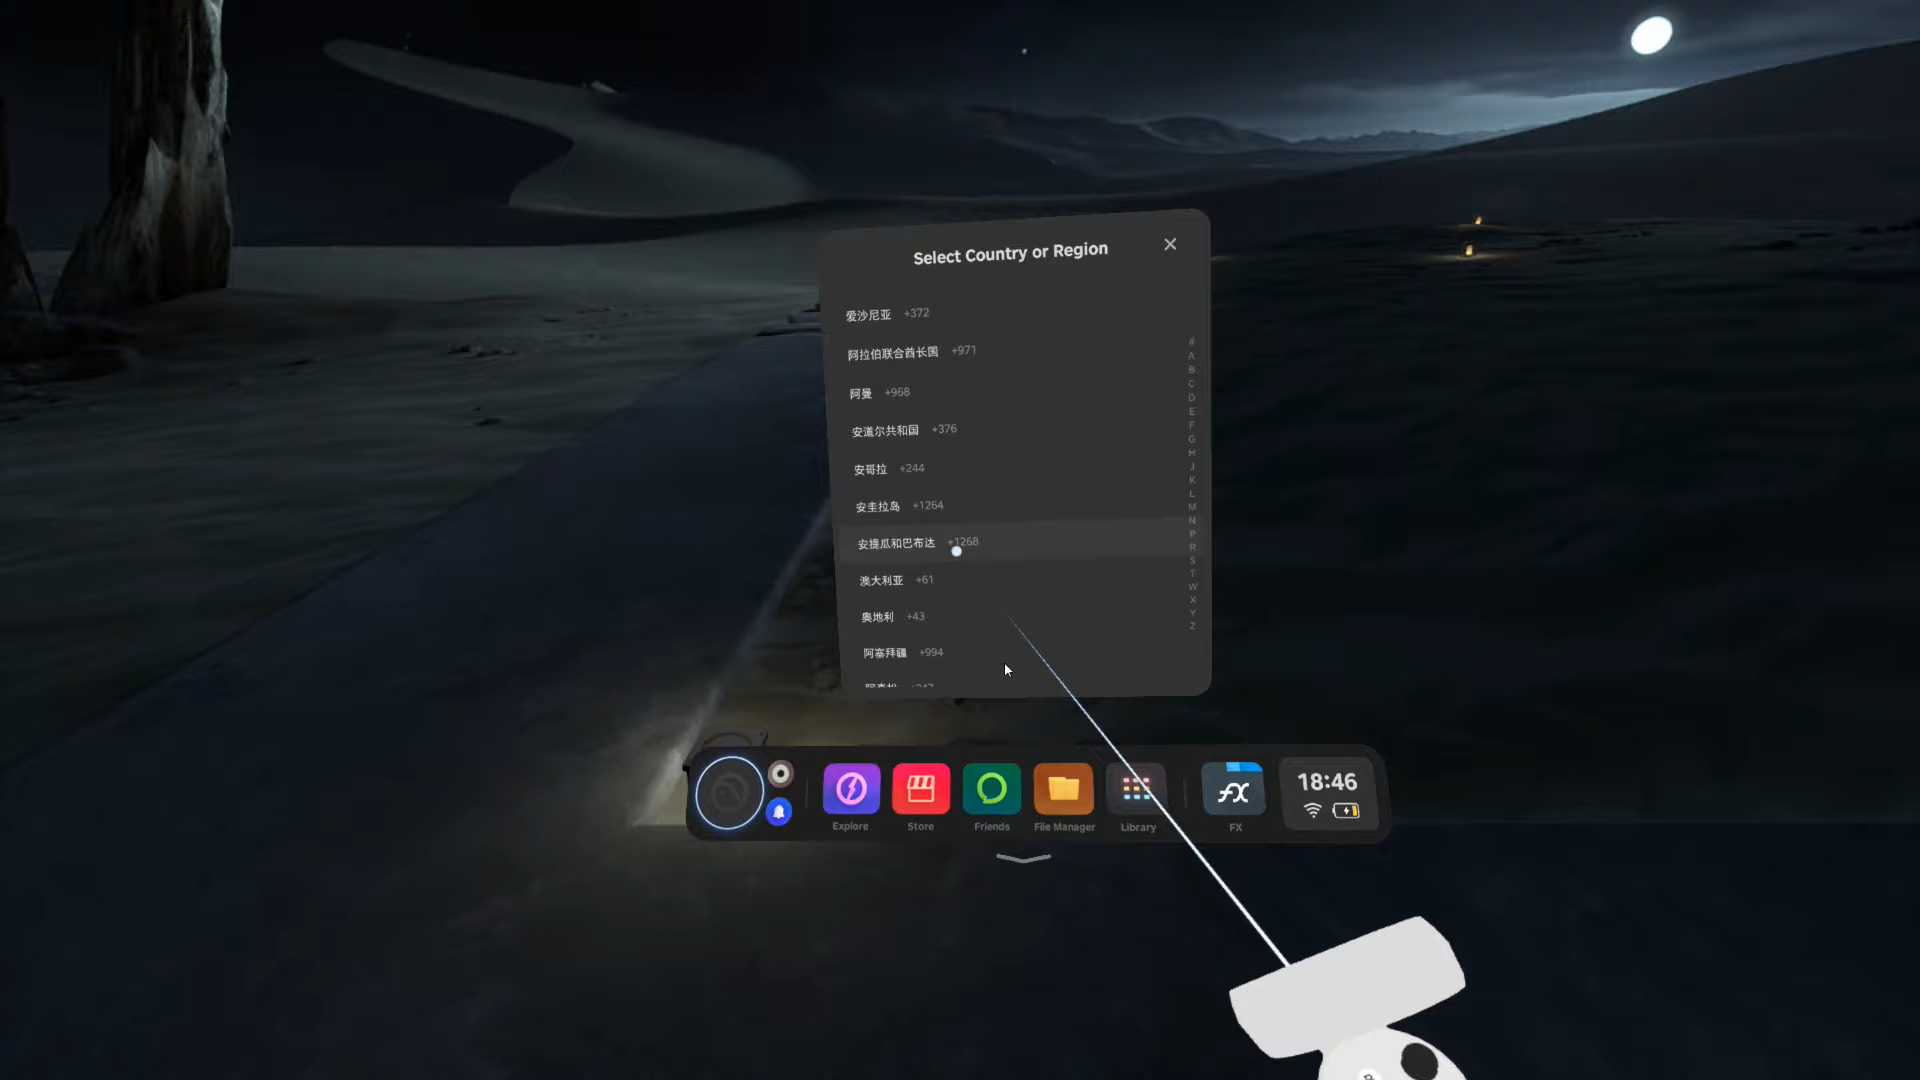 Select Country or Region
爱沙尼亚 +372
阿拉伯联合酋长国 +971
阿曼 +968
安道尔共和国 +376
安哥拉 +244
安圭拉岛 +1264
安提瓜和巴布达 +1268
澳大利亚 +61
奥地利 +43
阿塞拜疆 +994
#
A
B
C
D
E
F
G
H
J
K
L
M
N
P
R
S
T
W
X
Y
Z
Explore
Store
Friends
File Manager
Library
FX
FX
18:46